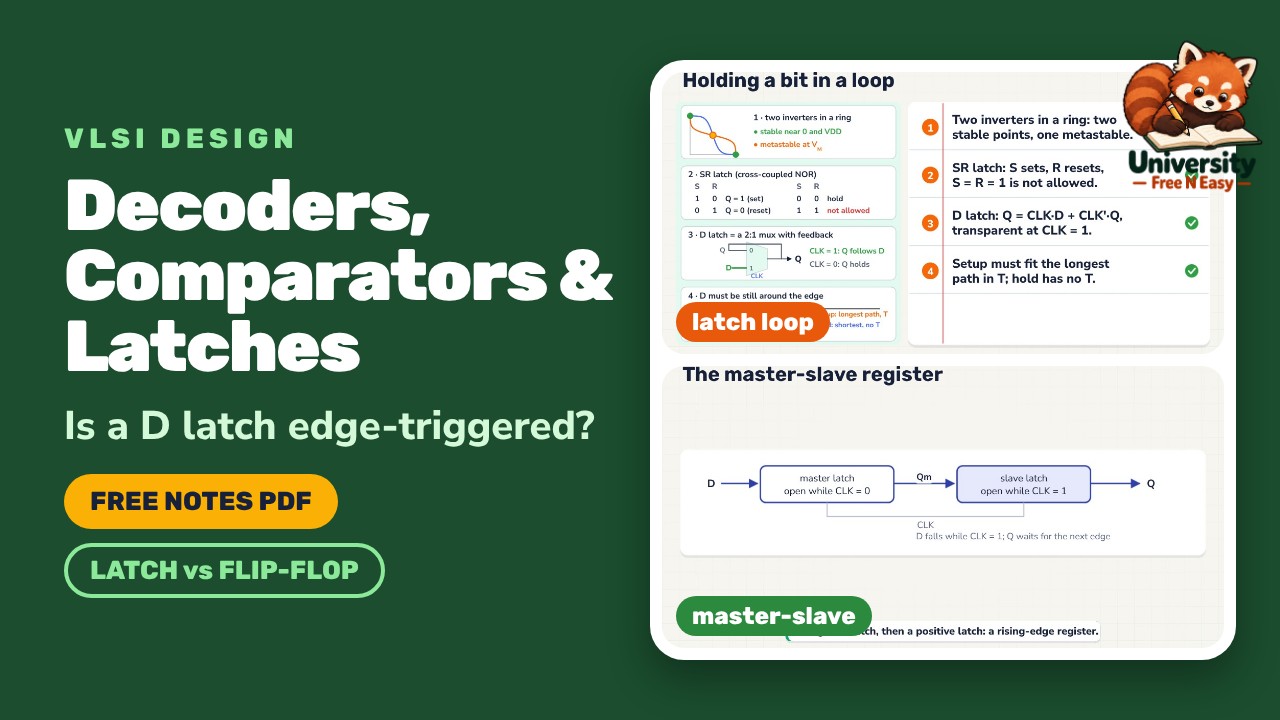 VLSI DESIGN
Decoders,
Comparators &
Latches
Is a D latch edge-triggered?
FREE NOTES PDF
LATCH vs FLIP-FLOP
Holding a bit in a loop
1 · two inverters in a ring
• stable near 0 and VDD
• metastable at VM
2 · SR latch (cross-coupled NOR)
S R S R
1 0 Q = 1 (set) 0 0 hold
0 1 Q = 0 (reset) 1 1 not allowed
3 · D latch = a 2:1 mux with feedback
Q 0 Q
D 1
CLK
CLK = 1: Q follows D
CLK = 0: Q holds
4 · D must be still around the edge
longest path, T
shortest, no T
latch loop
1 Two inverters in a ring: two
stable points, one metastable.
2 SR latch: S sets, R resets,
S = R = 1 is not allowed.
3 D latch: Q = CLK·D + CLK'·Q,
transparent at CLK = 1.
4 Setup must fit the longest
path in T; hold has no T.
University
Free N Easy
The master-slave register
D
master latch
open while CLK = 0
Qm
slave latch
open while CLK = 1
Q
CLK
D falls while CLK = 1; Q waits for the next edge
master-slave
then a positive latch: a rising-edge register.